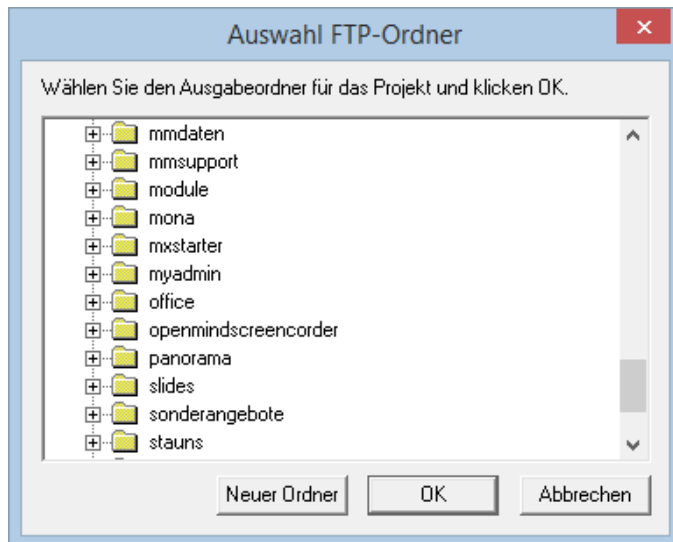 Auswahl FTP-Ordner
Wählen Sie den Ausgabeordner für das Projekt und klicken OK.
mmdaten
mmsupport
module
mona
mxstarter
myadmin
office
openmindscreencorder
panorama
slides
sonderangebote
stauns
Neuer Ordner OK Abbrechen